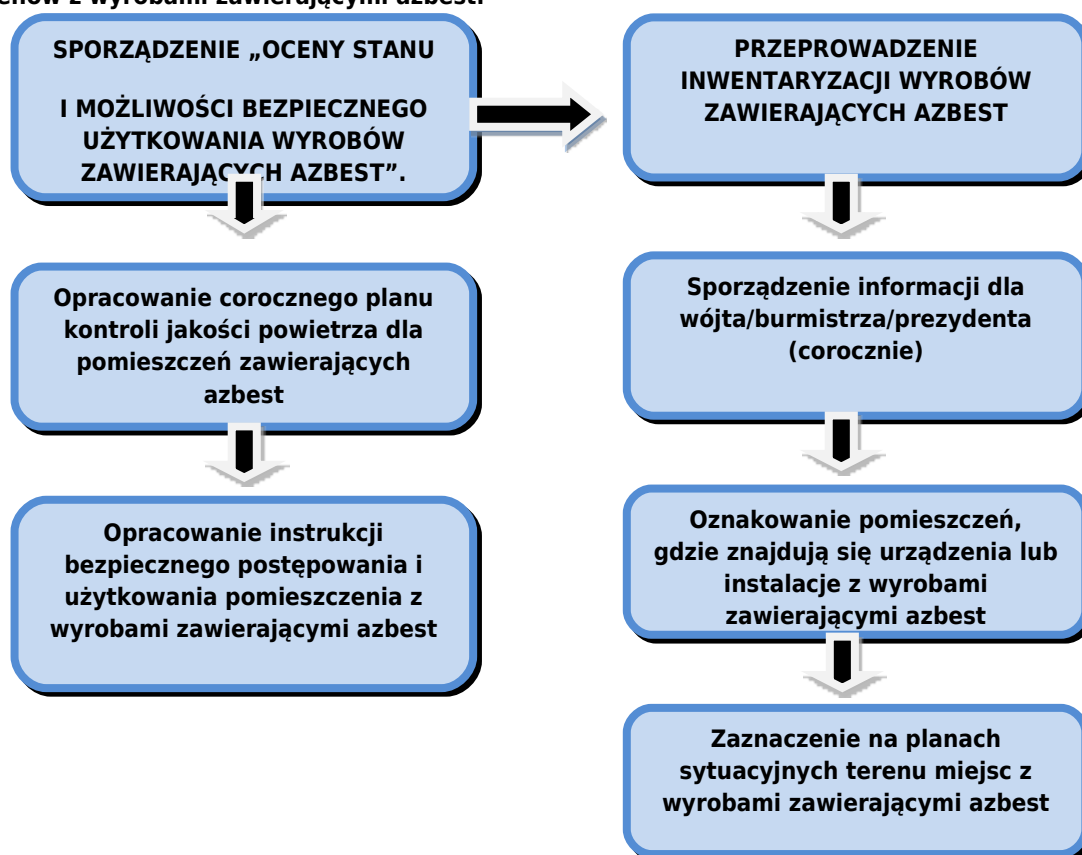 z wyrobami zawierającymi azbest.
SPORZĄDZENIE „OCENY STANU
I MOŻLIWOŚCI BEZPIECZNEGO
UŻYTKOWANIA WYROBÓW
ZAWIERAJĄCYCH AZBEST”.
PRZEPROWADZENIE
INWENTARYZACJI WYROBÓW
ZAWIERAJĄCYCH AZBEST
Opracowanie corocznego planu
kontroli jakości powietrza dla
pomieszczeń zawierających
azbest
Sporządzenie informacji dla
wójta/burmistrza/prezydenta
(corocznie)
Opracowanie instrukcji
bezpiecznego postępowania i
użytkowania pomieszczenia z
wyrobami zawierającymi azbest
Oznakowanie pomieszczeń,
gdzie znajdują się urządzenia lub
instalacje z wyrobami
zawierającymi azbest
Zaznaczenie na planach
sytuacyjnych terenu miejsc z
wyrobami zawierającymi azbest